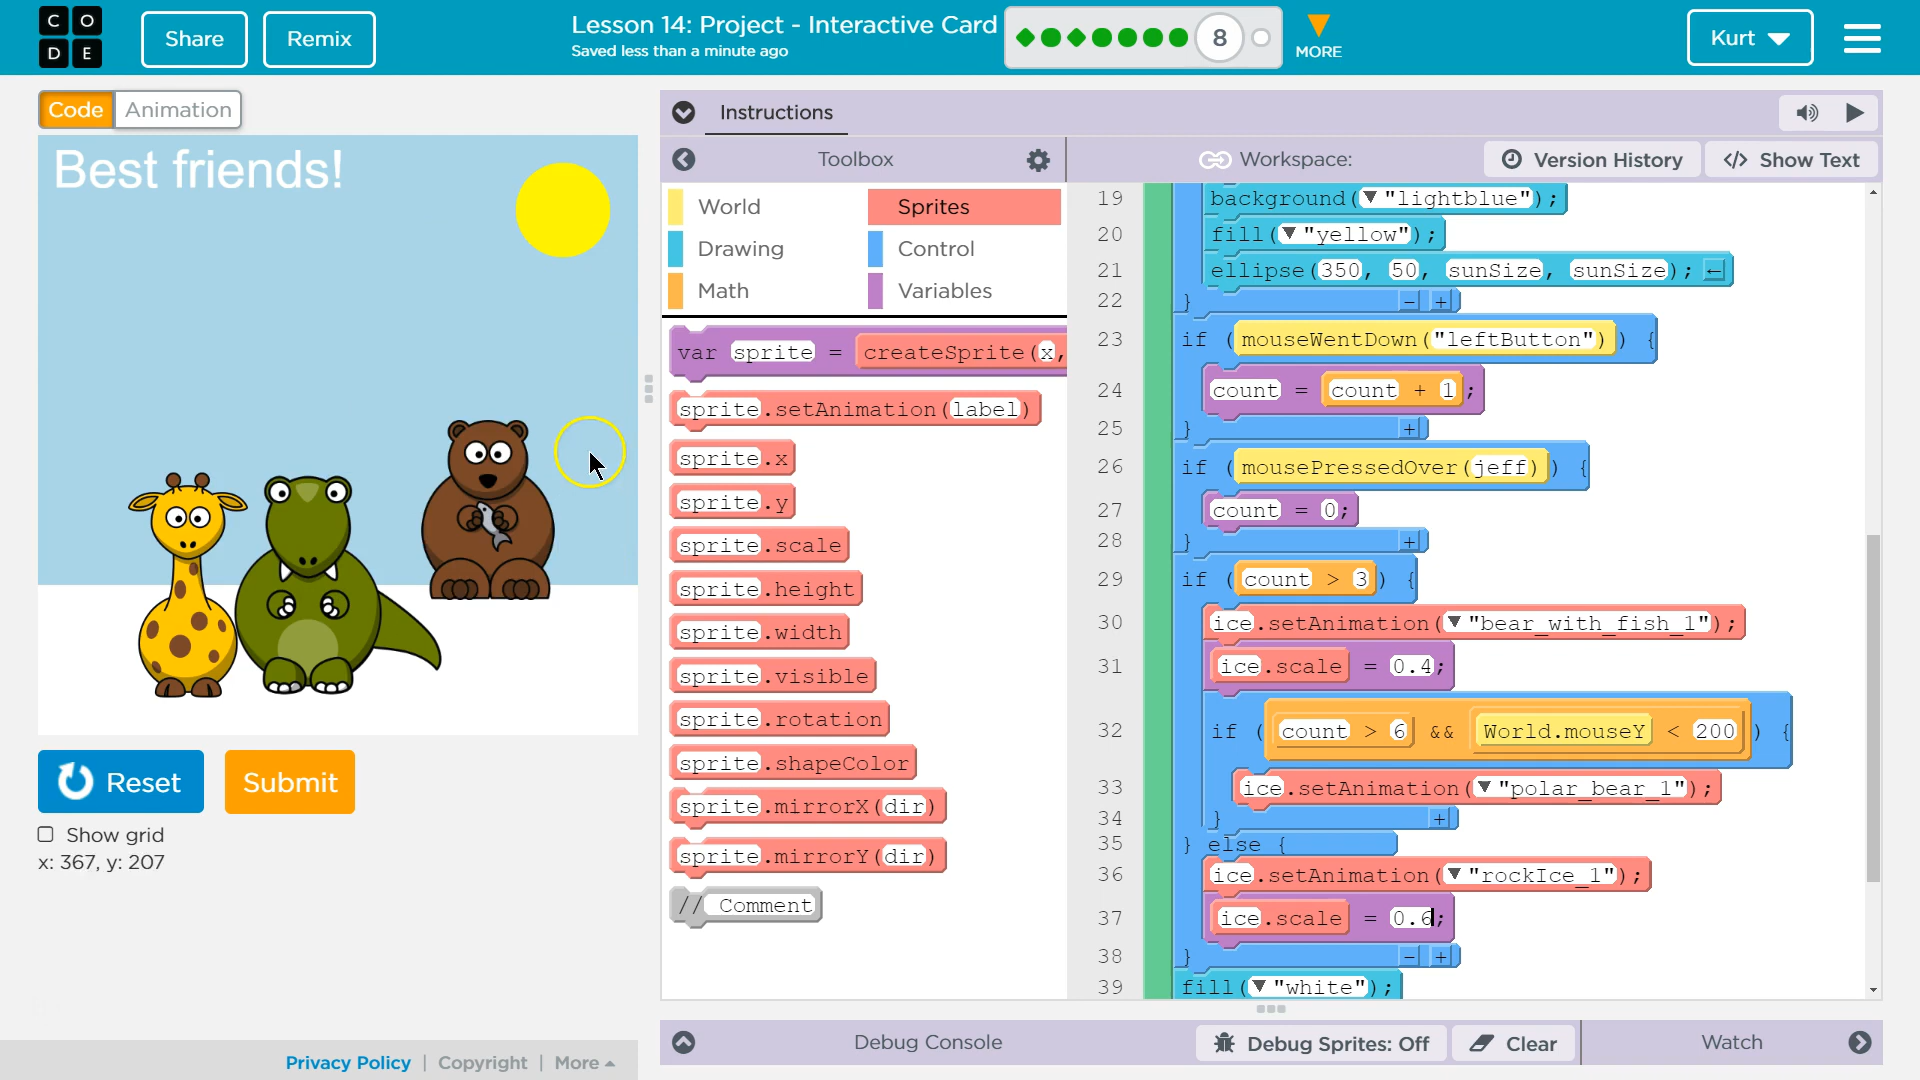 C O
D E
Share
Remix
Lesson 14: Project - Interactive Card
Saved less than a minute ago
8
MORE
Kurt
Code
Animation
Best friends!
Reset
Submit
Show grid
x: 367, y: 207
Privacy Policy | Copyright | More
Instructions
Toolbox
Workspace:
Version History
</> Show Text
World
Sprites
Drawing
Control
Math
Variables
var sprite = createSprite(x,
sprite.setAnimation(label)
sprite.x
sprite.y
sprite.scale
sprite.height
sprite.width
sprite.visible
sprite.rotation
sprite.shapeColor
sprite.mirrorX(dir)
sprite.mirrorY(dir)
// Comment
19 background(▼"lightblue");
20 fill(▼"yellow");
21 ellipse(350, 50, sunSize, sunSize); ←
22 } - +
23 if (mouseWentDown("leftButton")) {
24 count = count + 1;
25 } +
26 if (mousePressedOver(jeff)) {
27 count = 0;
28 } +
29 if (count > 3) {
30 ice.setAnimation(▼"bear_with_fish_1");
31 ice.scale = 0.4;
32 if (count > 6 && World.mouseY < 200) {
33 ice.setAnimation(▼"polar_bear_1");
34 } +
35 } else {
36 ice.setAnimation(▼"rockIce_1");
37 ice.scale = 0.6;
38 } - +
39 fill(▼"white");
Debug Console
Debug Sprites: Off
Clear
Watch